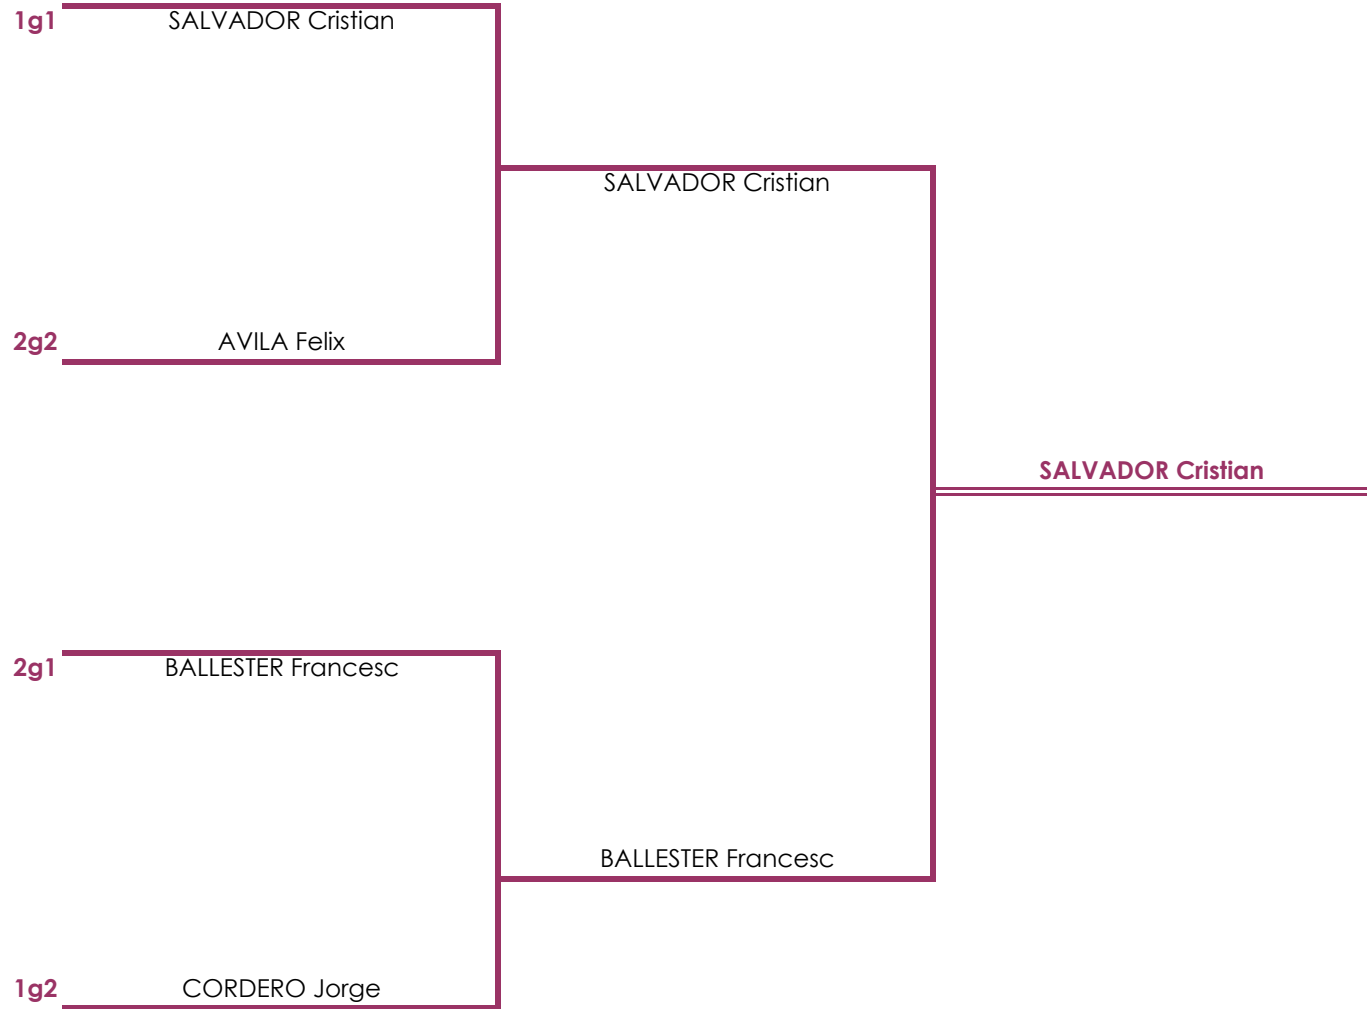 1g1 SALVADOR Cristian
SALVADOR Cristian
2g2 AVILA Felix
SALVADOR Cristian
2g1 BALLESTER Francesc
BALLESTER Francesc
1g2 CORDERO Jorge